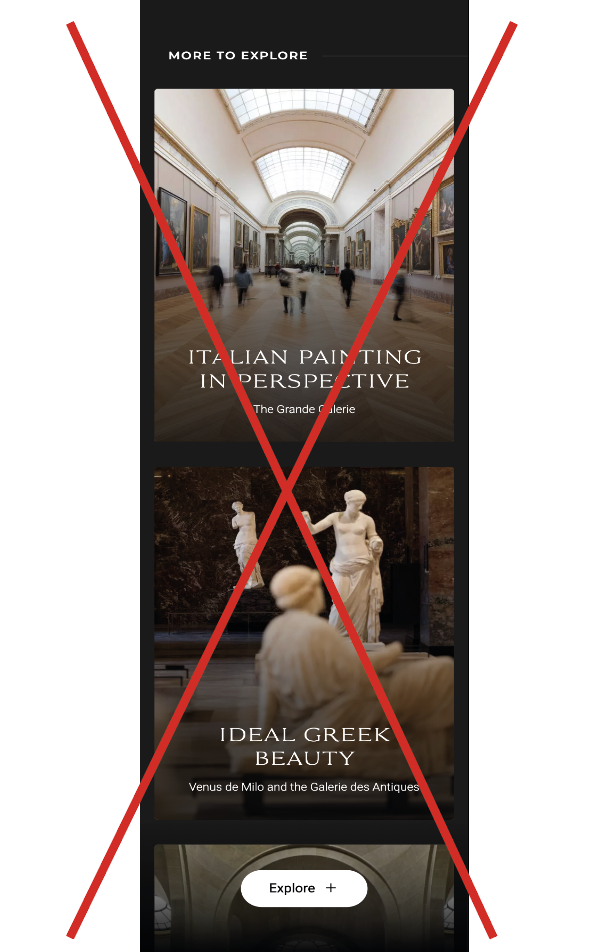 MORE TO EXPLORE
ITALIAN PAINTING
IN PERSPECTIVE
The Grande Galerie
IDEAL GREEK
BEAUTY
Venus de Milo and the Galerie des Antiques
Explore +